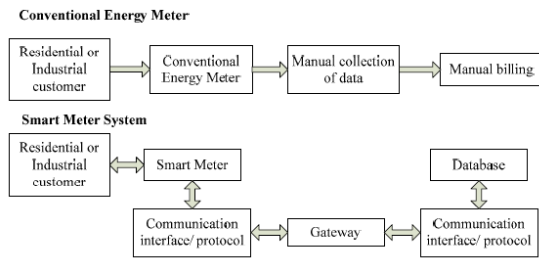 Conventional Energy Meter
Residential or
Industrial
customer
Conventional
Energy Meter
Manual collection
of data
Manual billing
Smart Meter System
Residential or
Industrial
customer
Smart Meter
Database
Communication
interface/ protocol
Gateway
Communication
interface/ protocol